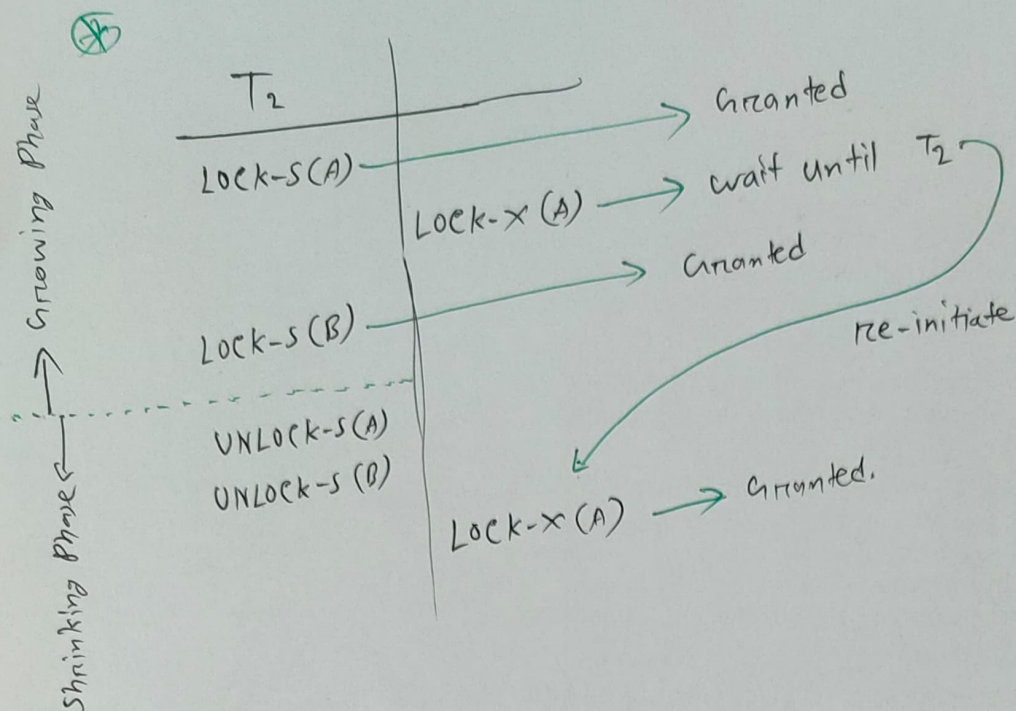 T2
LOCK-S(A) → Granted
LOCK-X(A) → wait until T2
LOCK-S(B) → Granted
re-initiate
UNLOCK-S(A)
UNLOCK-S(B)
LOCK-X(A) → Granted.
Growing Phase
Shrinking Phase